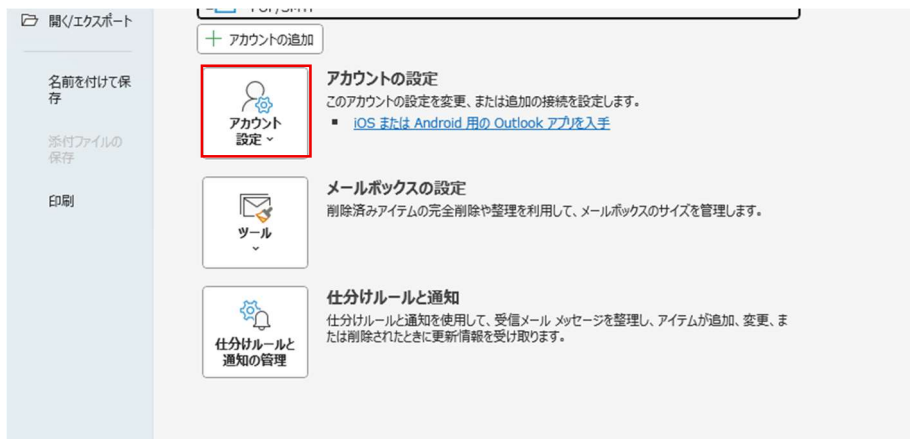 開く/エクスポート
名前を付けて保
存
添付ファイルの
保存
印刷
POP/SMTP
アカウントの追加
アカウント
設定
アカウントの設定
このアカウントの設定を変更、または追加の接続を設定します。
iOS または Android 用の Outlook アプリを入手
ツール
メールボックスの設定
削除済みアイテムの完全削除や整理を利用して、メールボックスのサイズを管理します。
仕分けルールと
通知の管理
仕分けルールと通知
仕分けルールと通知を使用して、受信メール メッセージを整理し、アイテムが追加、変更、ま
たは削除されたときに更新情報を受け取ります。